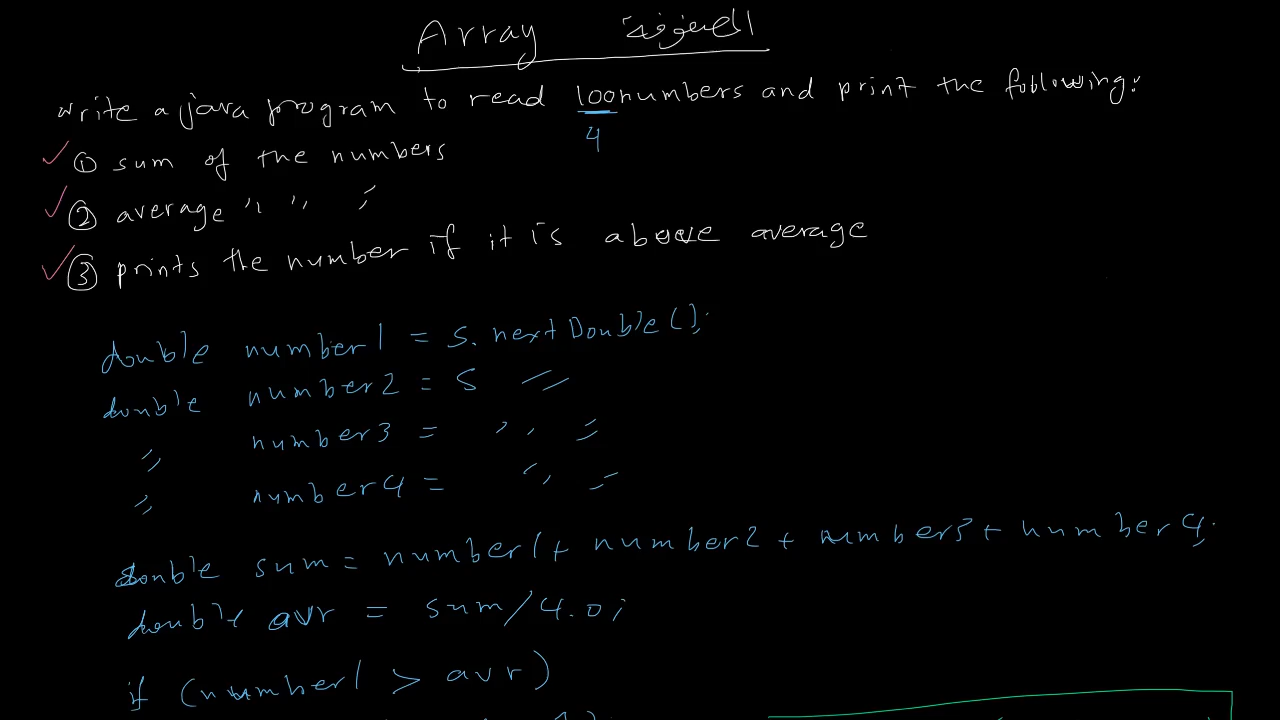 Array المصفوفة
write a java program to read 100 numbers and print the following:
4
① sum of the numbers
② average " " "
③ prints the number if it is above average
double number1 = s.nextDouble();
double number2 = s "
" number3 = " "
" number4 = " "
double sum = number1 + number2 + number3 + number4;
double avr = sum/4.0;
if (number1 > avr)